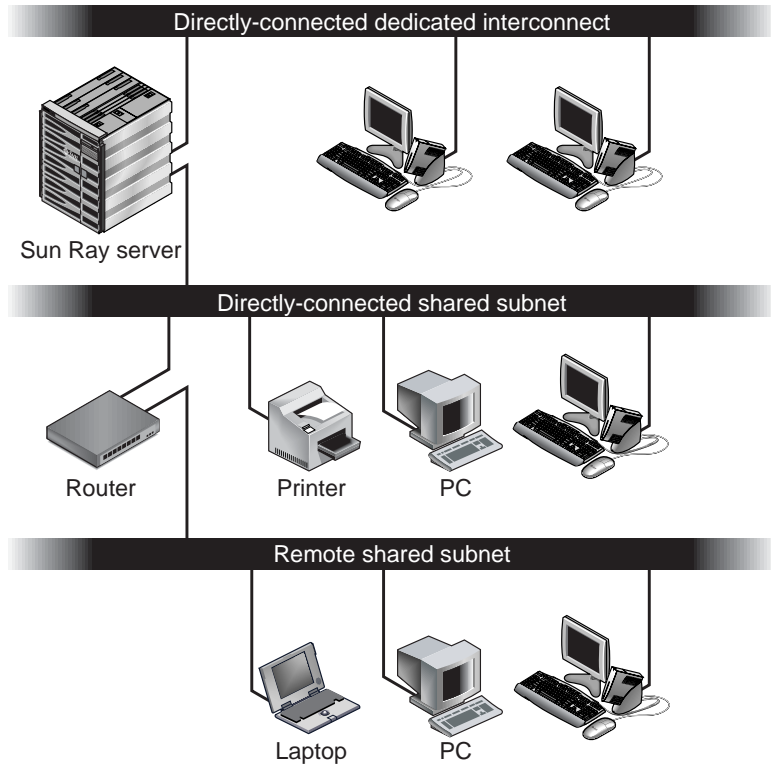 Directly-connected dedicated interconnect
Sun Ray server
Directly-connected shared subnet
Router
Printer
PC
Remote shared subnet
Laptop
PC